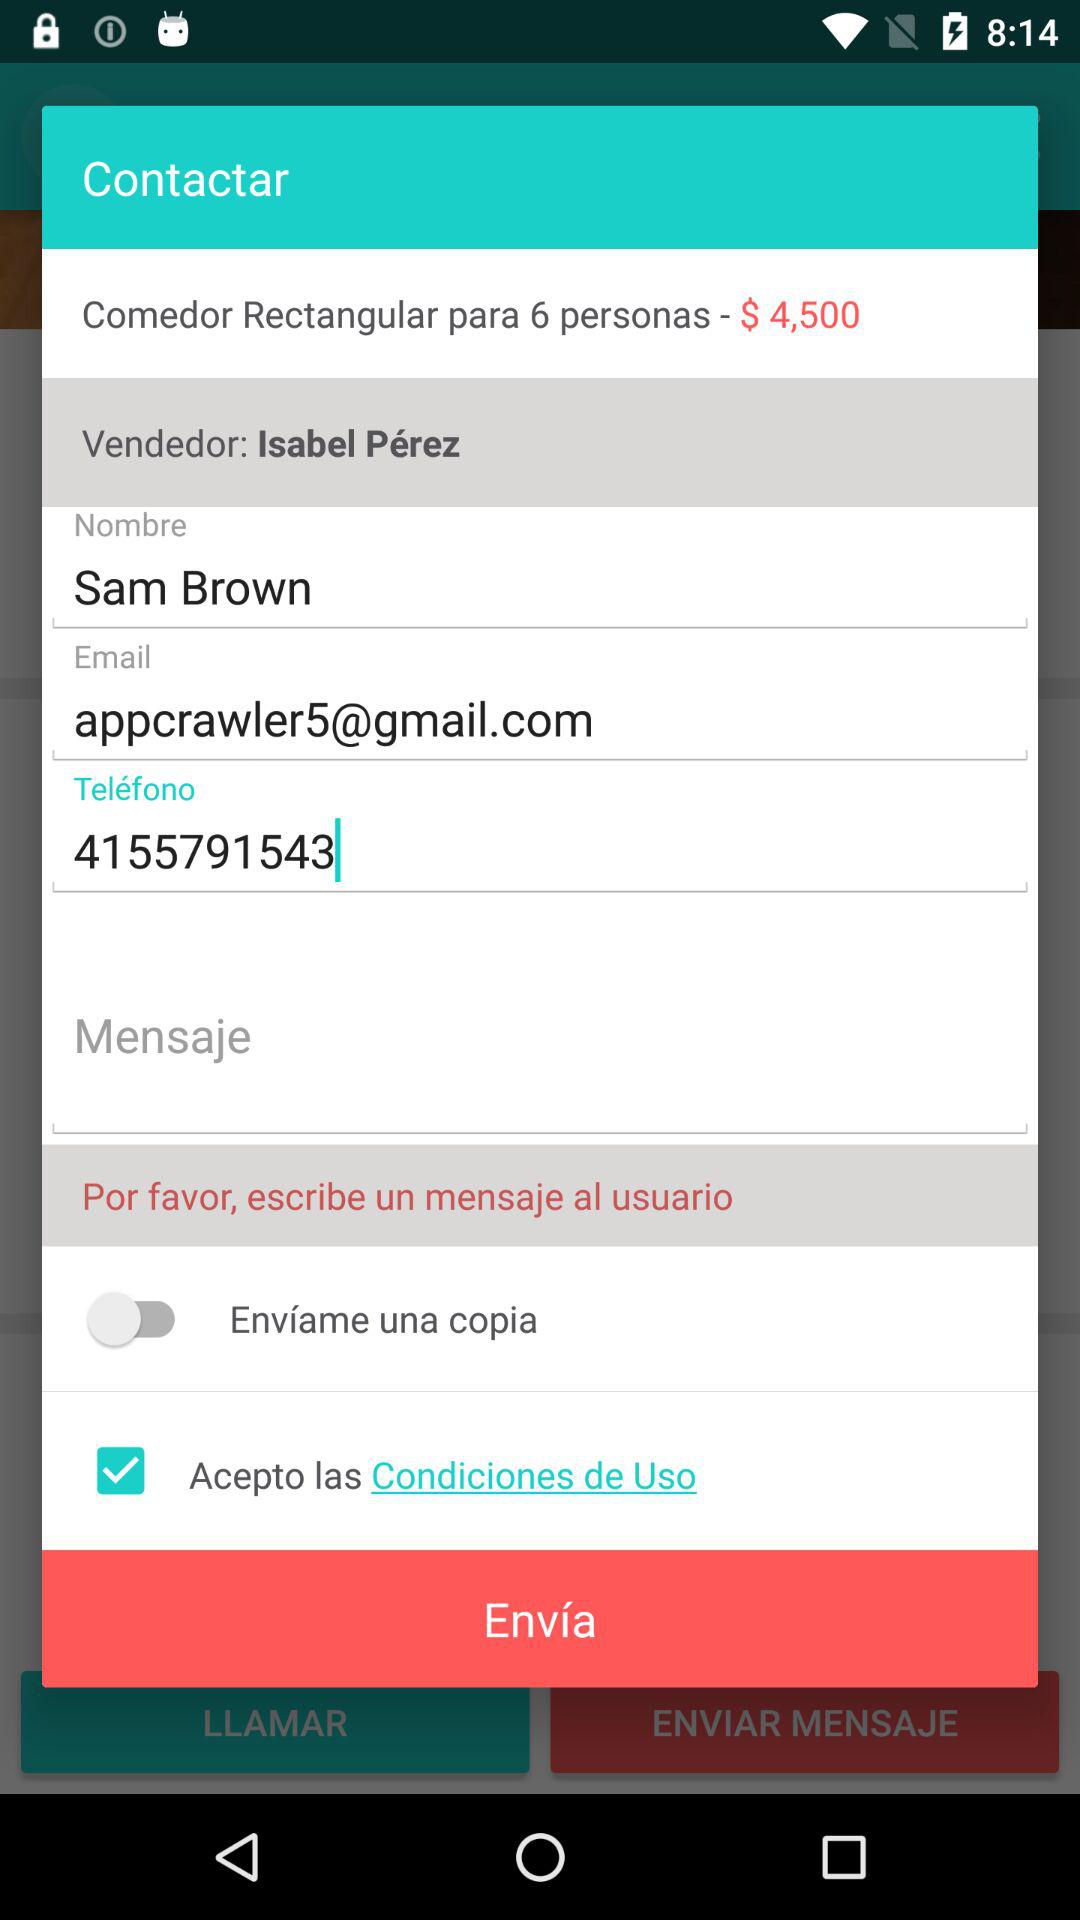 8:14
Contactar
Comedor Rectangular para 6 personas - $ 4,500
Vendedor: Isabel Pérez
Nombre
Sam Brown
Email
appcrawler5@gmail.com
Teléfono
4155791543
Mensaje
Por favor, escribe un mensaje al usuario
Envíame una copia
Acepto las Condiciones de Uso
Envía
LLAMAR
ENVIAR MENSAJE